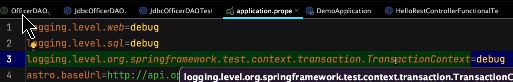 OfficerDAO. JdbcOfficerDAO. JdbcOfficerDAOTest application.prope DemoApplication HelloRestControllerFunctionalTe
1 logging.level.web=debug
2 logging.level.sql=debug
3 logging.level.org.springframework.test.context.transaction.TransactionContext=debug
4 astro.baseUrl=http://api.op
logging.level.org.springframework.test.context.transaction.TransactionC